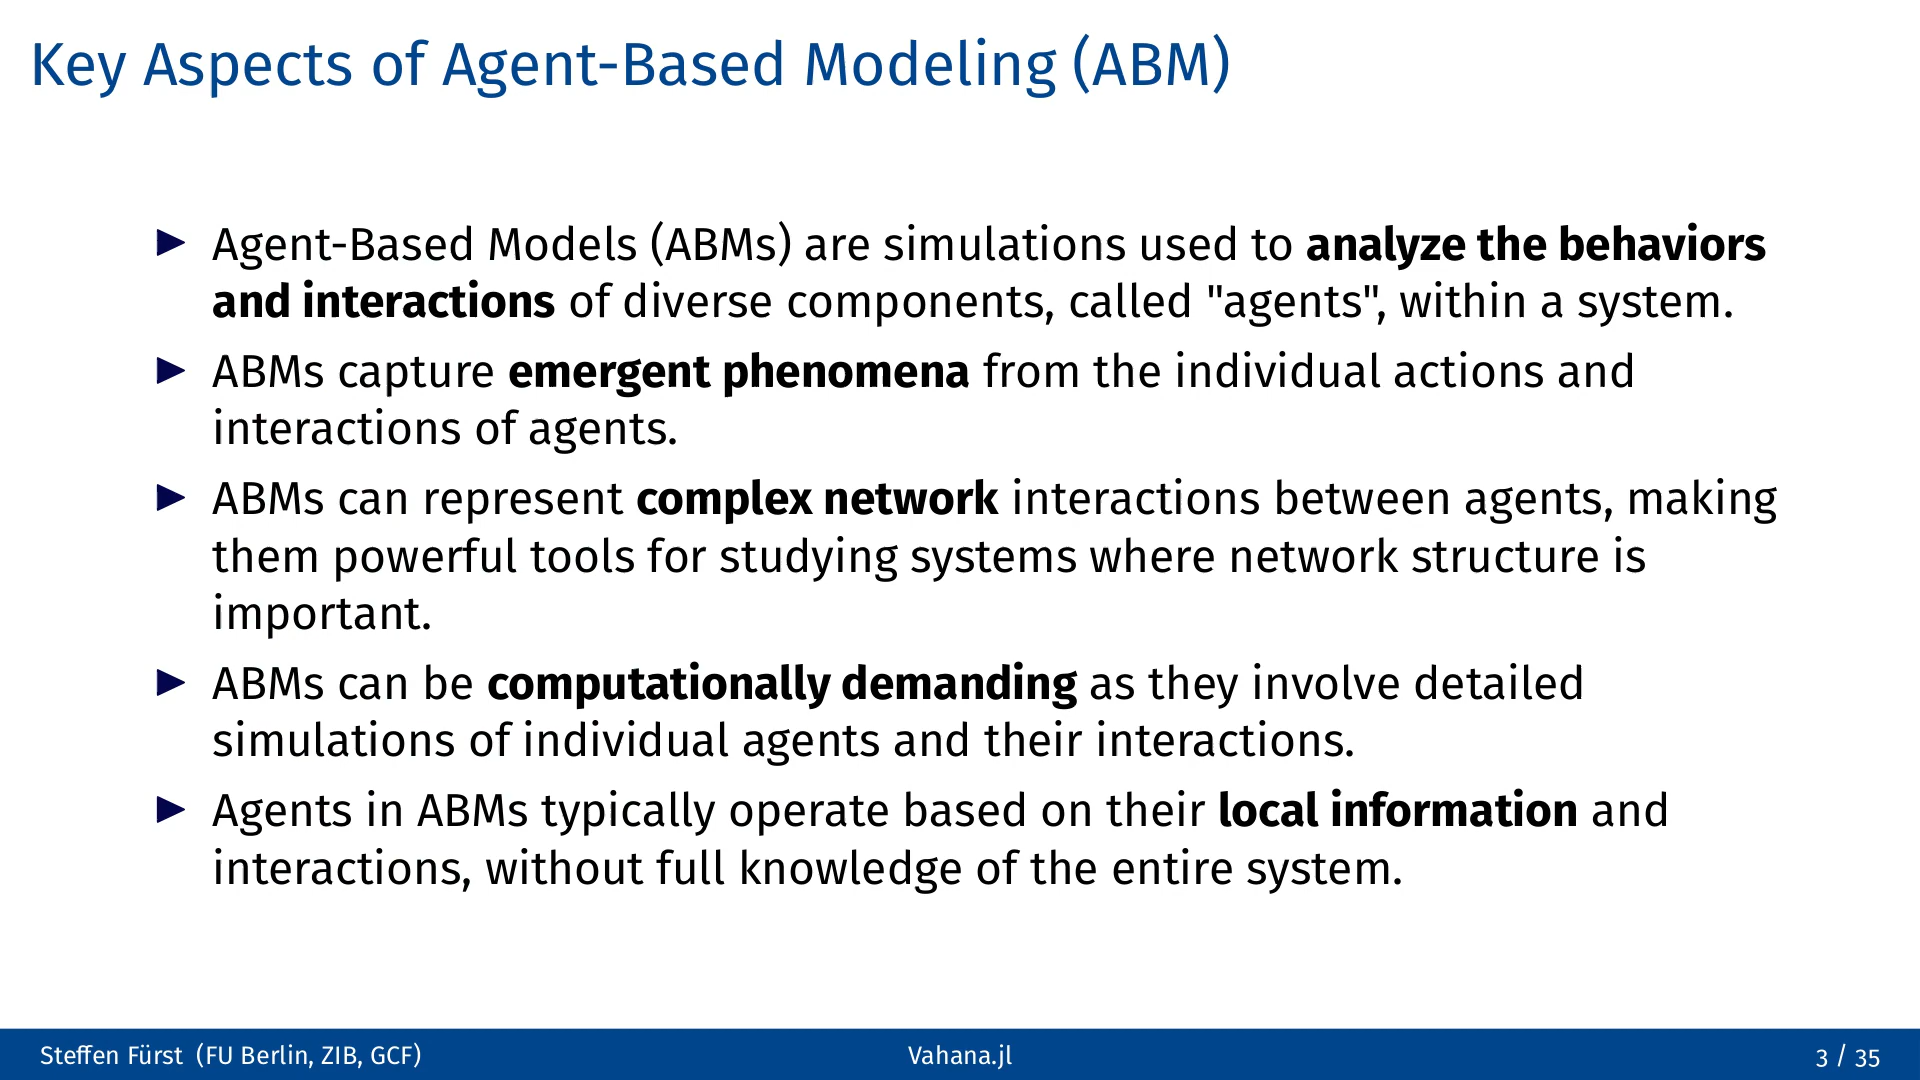 Key Aspects of Agent-Based Modeling (ABM)
▶ Agent-Based Models (ABMs) are simulations used to analyze the behaviors
and interactions of diverse components, called "agents", within a system.
▶ ABMs capture emergent phenomena from the individual actions and
interactions of agents.
▶ ABMs can represent complex network interactions between agents, making
them powerful tools for studying systems where network structure is
important.
▶ ABMs can be computationally demanding as they involve detailed
simulations of individual agents and their interactions.
▶ Agents in ABMs typically operate based on their local information and
interactions, without full knowledge of the entire system.
Steffen Fürst (FU Berlin, ZIB, GCF)
Vahana.jl
3 / 35